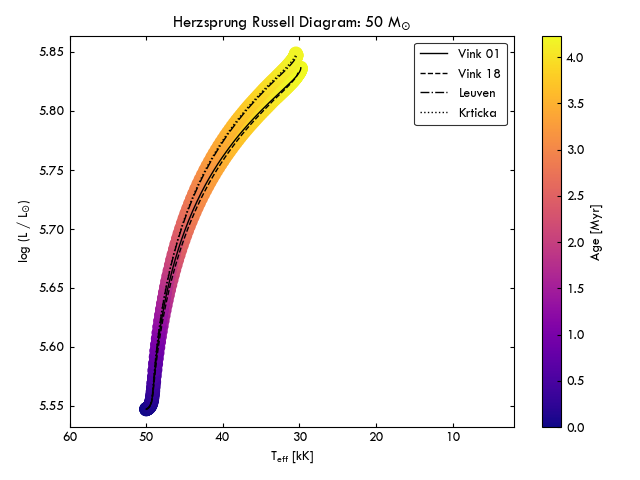 Herzsprung Russell Diagram: 50 M⊙
log (L / L⊙)
5.85
5.80
5.75
5.70
5.65
5.60
5.55
60 50 40 30 20 10
T_eff [kK]
Vink 01
Vink 18
Leuven
Krticka
4.0
3.5
3.0
2.5
2.0
1.5
1.0
0.5
0.0
Age [Myr]